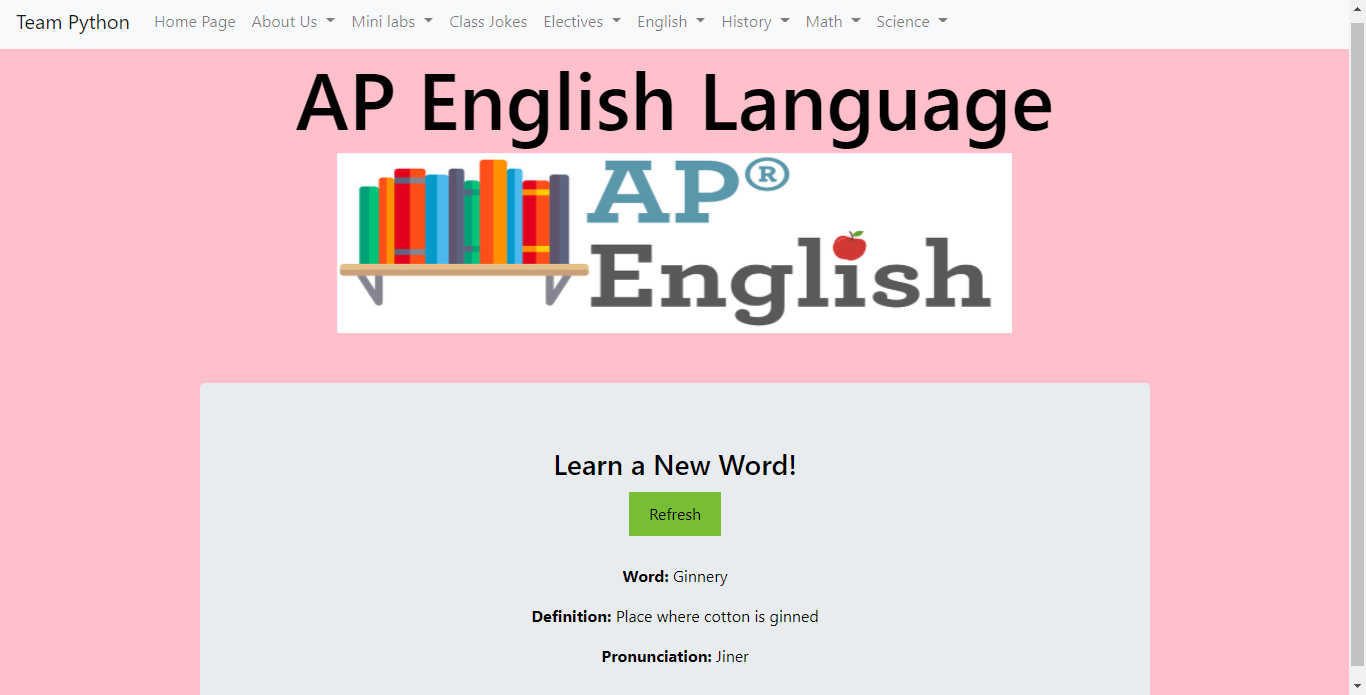 Team Python Home Page About Us Mini labs Class Jokes Electives English History Math Science
AP English Language
AP®
English
Learn a New Word!
Refresh
Word: Ginnery
Definition: Place where cotton is ginned
Pronunciation: Jiner